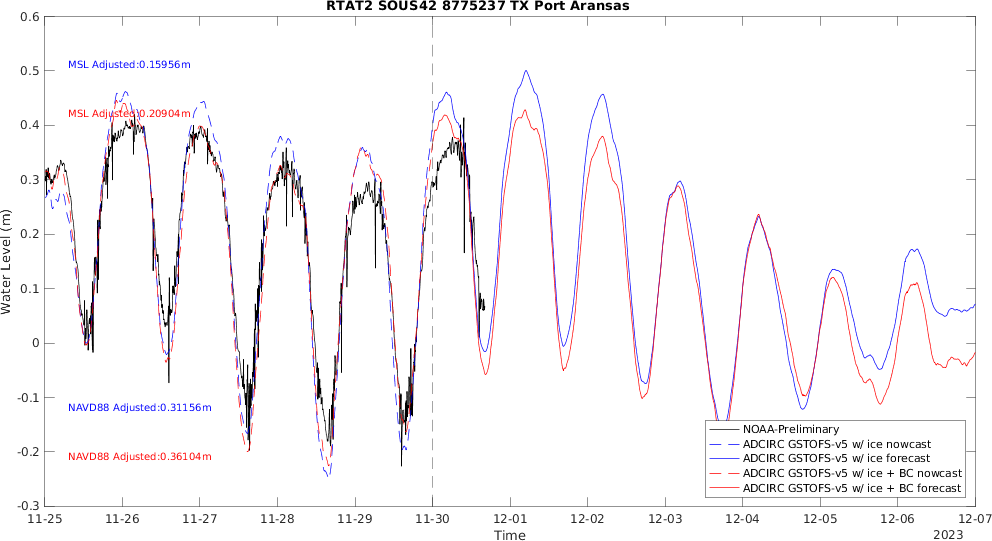 RTAT2 SOUS42 8775237 TX Port Aransas
0.6
0.5
0.4
0.3
0.2
0.1
0
-0.1
-0.2
-0.3
Water Level (m)
MSL Adjusted:0.15956m
MSL Adjusted:0.20904m
NAVD88 Adjusted:0.31156m
NAVD88 Adjusted:0.36104m
NOAA-Preliminary
ADCIRC GSTOFS-v5 w/ ice nowcast
ADCIRC GSTOFS-v5 w/ ice forecast
ADCIRC GSTOFS-v5 w/ ice + BC nowcast
ADCIRC GSTOFS-v5 w/ ice + BC forecast
11-25 11-26 11-27 11-28 11-29 11-30 12-01 12-02 12-03 12-04 12-05 12-06 12-07
Time
2023